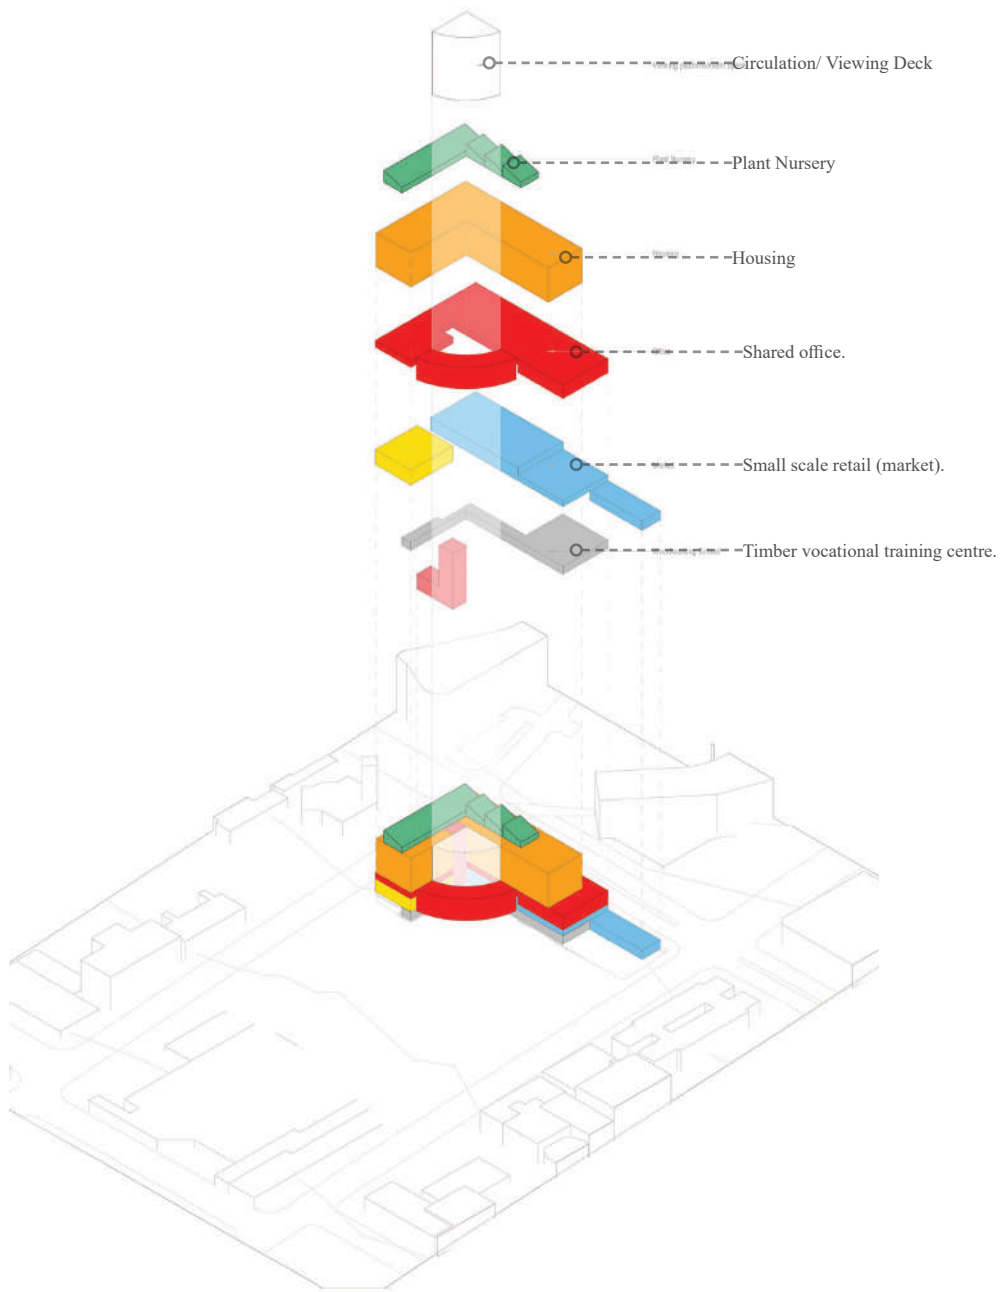 Circulation/ Viewing Deck
Plant Nursery
Housing
Shared office.
Small scale retail (market).
Timber vocational training centre.